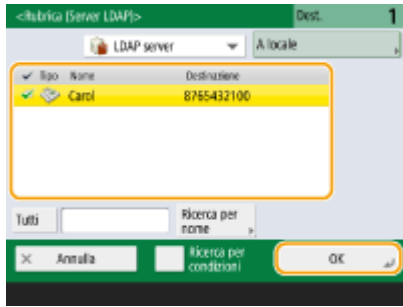 <Rubrica (Server LDAP)>
Dest. 1
LDAP server
A locale
Tipo Nome Destinazione
Carol 8765432100
Tutti
Ricerca per
nome
Annulla
Ricerca per
condizioni
OK